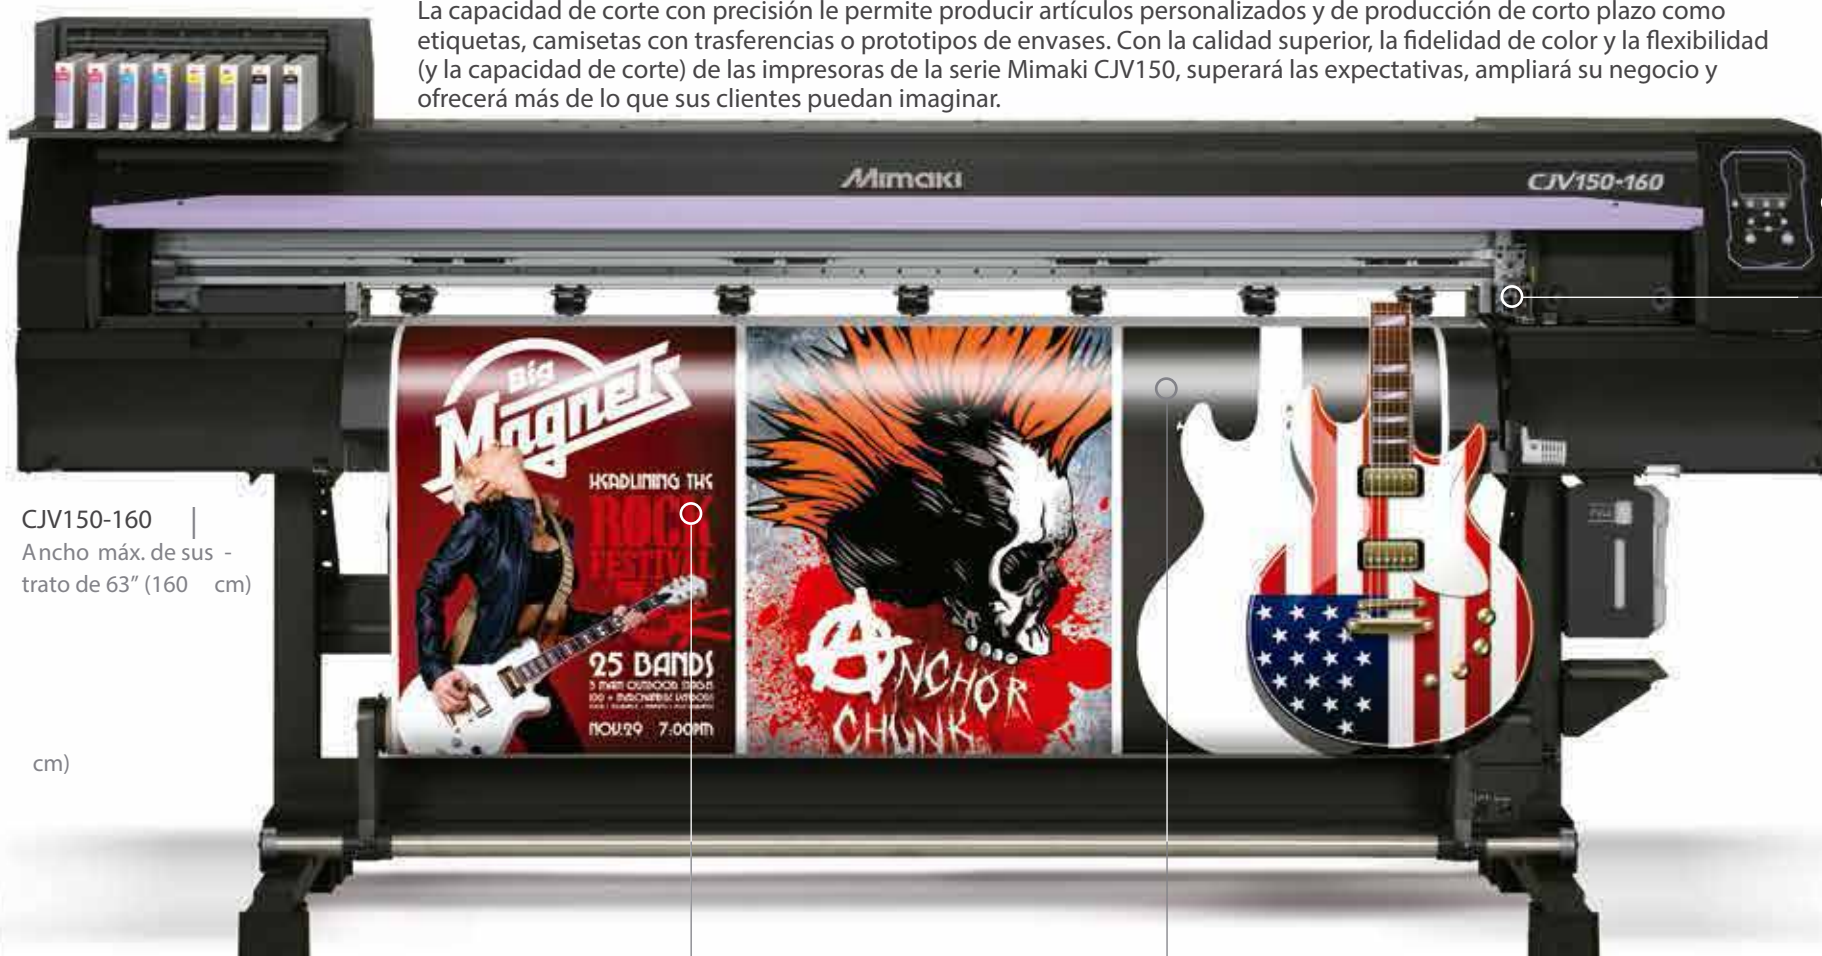 La capacidad de corte con precisión le permite producir artículos personalizados y de producción de corto plazo como
etiquetas, camisetas con trasferencias o prototipos de envases. Con la calidad superior, la fidelidad de color y la flexibilidad
(y la capacidad de corte) de las impresoras de la serie Mimaki CJV150, superará las expectativas, ampliará su negocio y
ofrecerá más de lo que sus clientes puedan imaginar.
Mimaki
CJV150-160
Big
Magnets
HEADLINING THE
ROCK
FESTIVAL
25 BANDS
3 MAIN OUTDOOR STAGES
NOV.29 7:00PM
ANCHOR
CHUNK
CJV150-160 |
Ancho máx. de sus -
trato de 63” (160 cm)
cm)